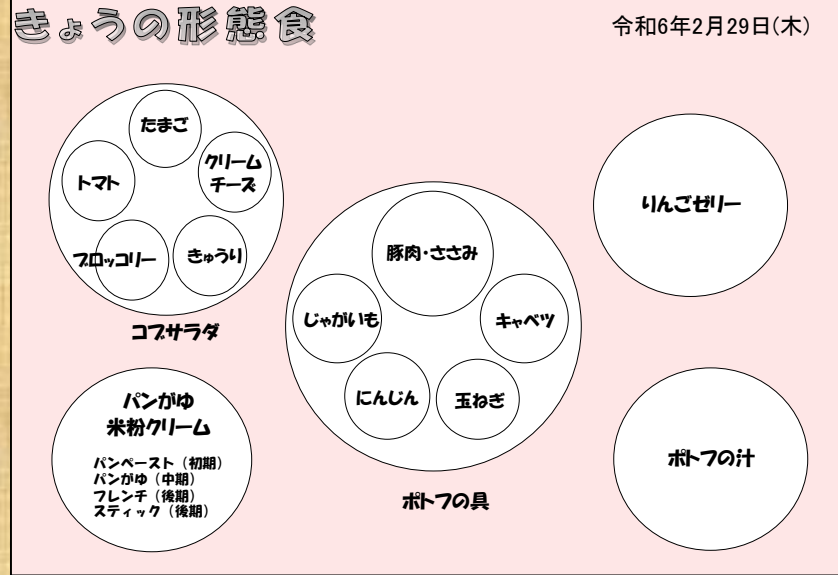 きょうの形態食
令和6年2月29日(木)
たまご
トマト
クリーム
チーズ
ブロッコリー
きゅうり
コブサラダ
豚肉・ささみ
じゃがいも
キャベツ
にんじん
玉ねぎ
ポトフの具
りんごゼリー
パンがゆ
米粉クリーム
パンペースト（初期）
パンがゆ（中期）
フレンチ（後期）
スティック（後期）
ポトフの汁